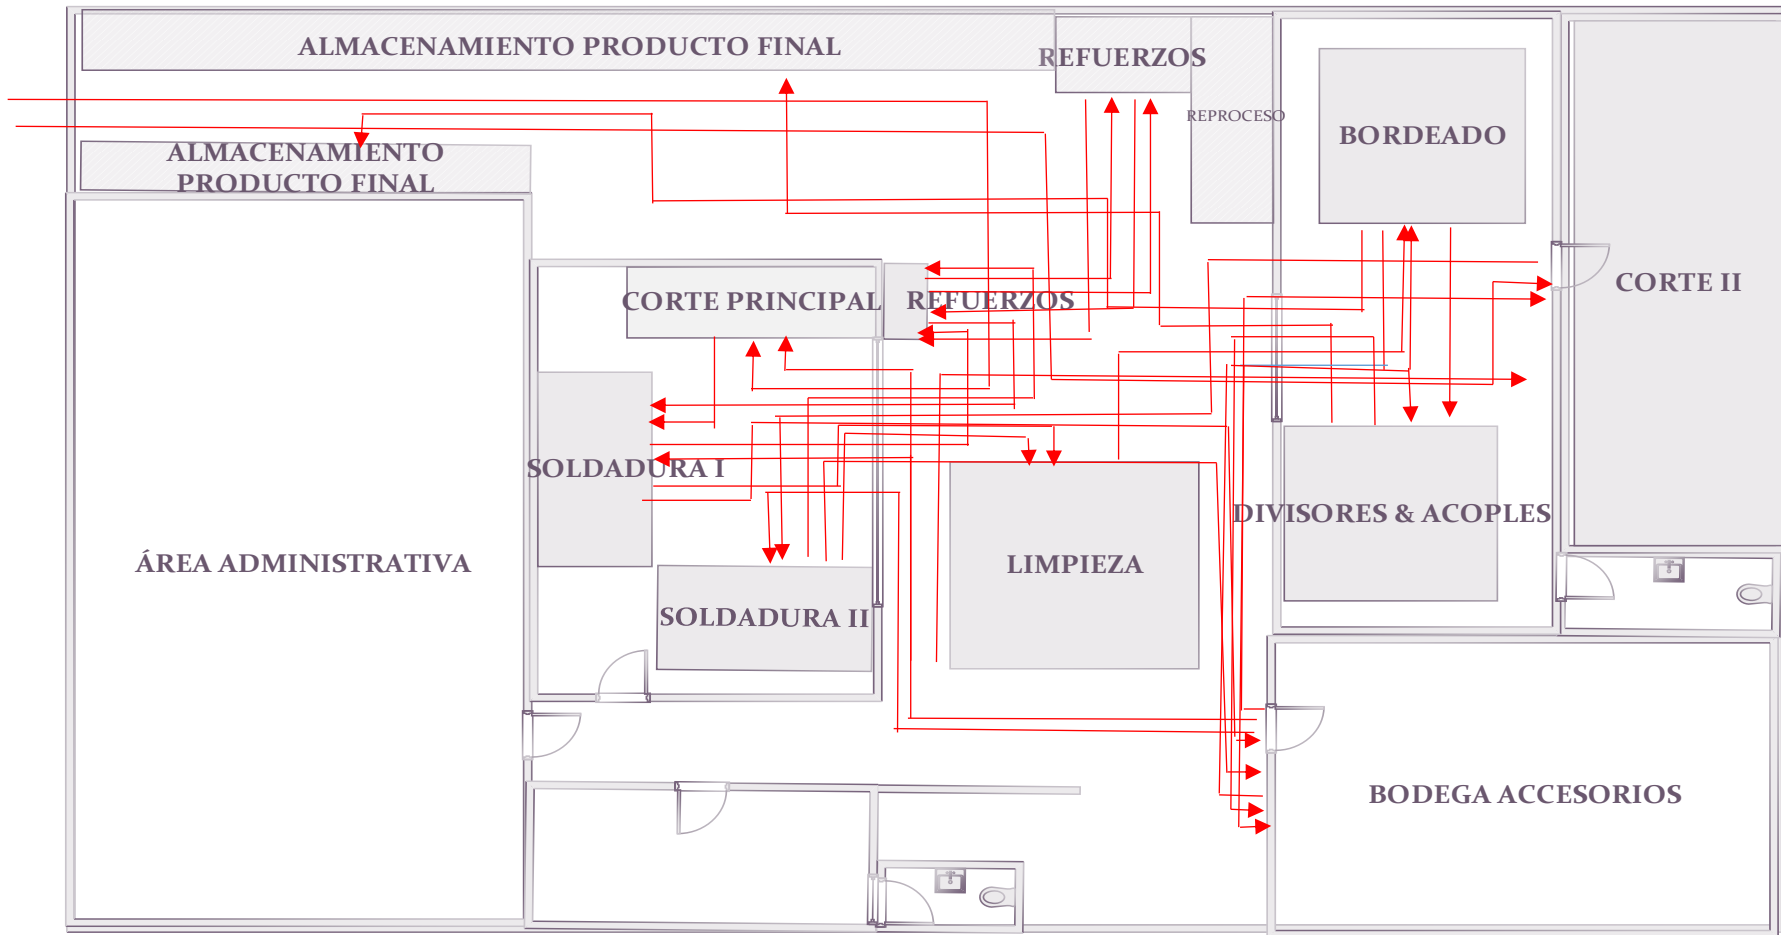 ALMACENAMIENTO PRODUCTO FINAL
REFUERZOS
REPROCESO
BORDEADO
ALMACENAMIENTO
PRODUCTO FINAL
CORTE PRINCIPAL
REFUERZOS
CORTE II
SOLDADURA I
DIVISORES & ACOPLES
ÁREA ADMINISTRATIVA
LIMPIEZA
SOLDADURA II
BODEGA ACCESORIOS